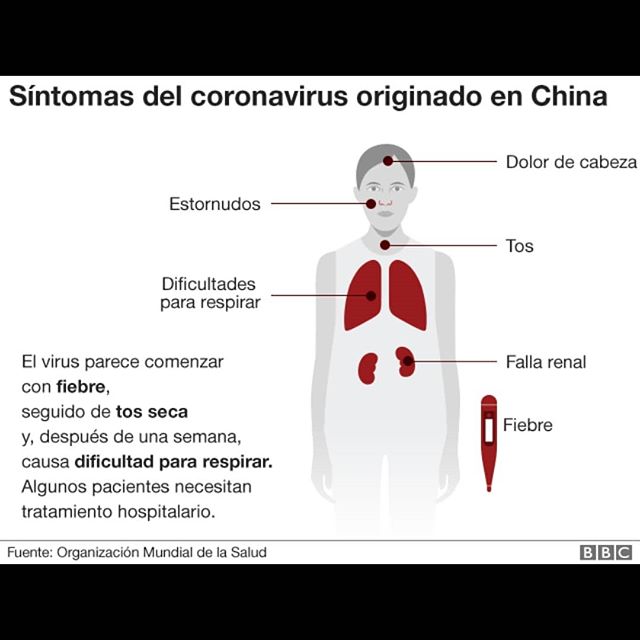 Síntomas del coronavirus originado en China
Dolor de cabeza
Estornudos
Tos
Dificultades
para respirar
Falla renal
Fiebre
El virus parece comenzar
con fiebre,
seguido de tos seca
y, después de una semana,
causa dificultad para respirar.
Algunos pacientes necesitan
tratamiento hospitalario.
Fuente: Organización Mundial de la Salud
BBC